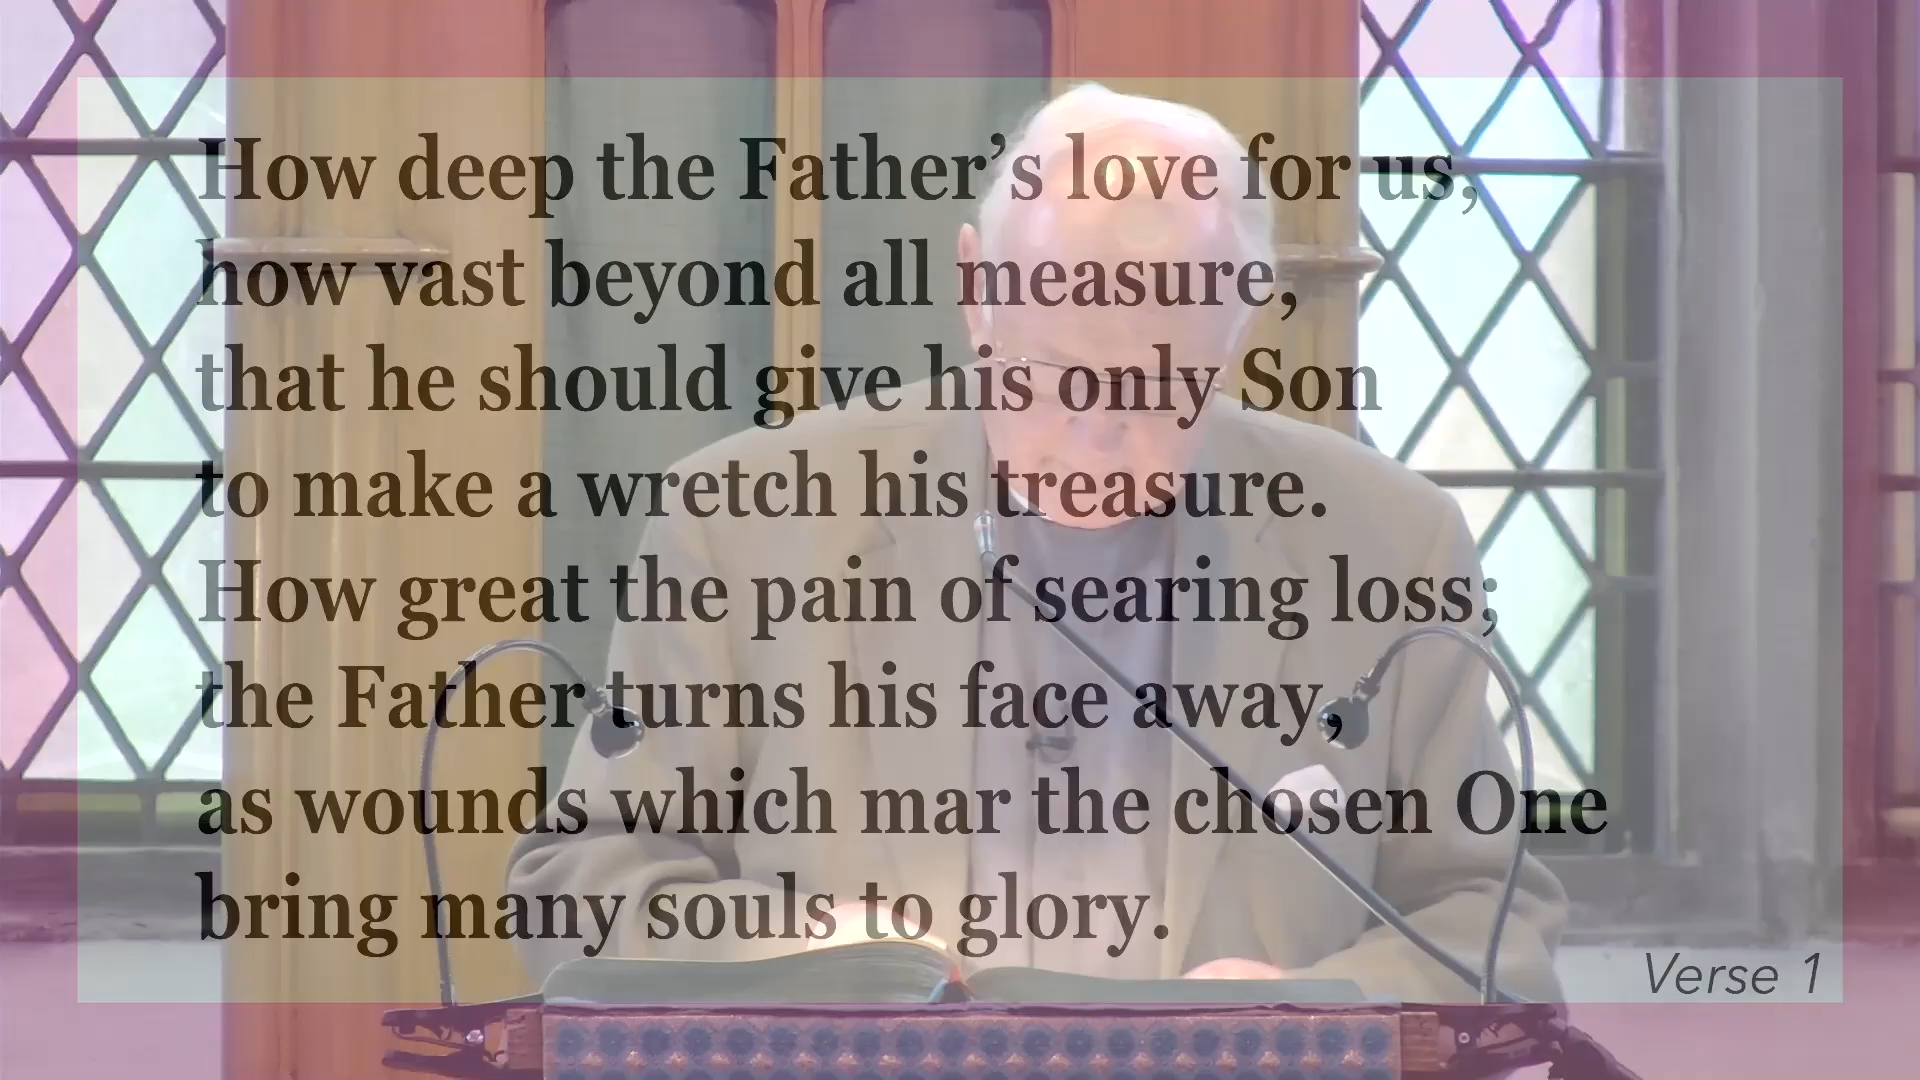 How deep the Father’s love for us,
how vast beyond all measure,
that he should give his only Son
to make a wretch his treasure.
How great the pain of searing loss;
the Father turns his face away,
as wounds which mar the chosen One
bring many souls to glory.
Verse 1